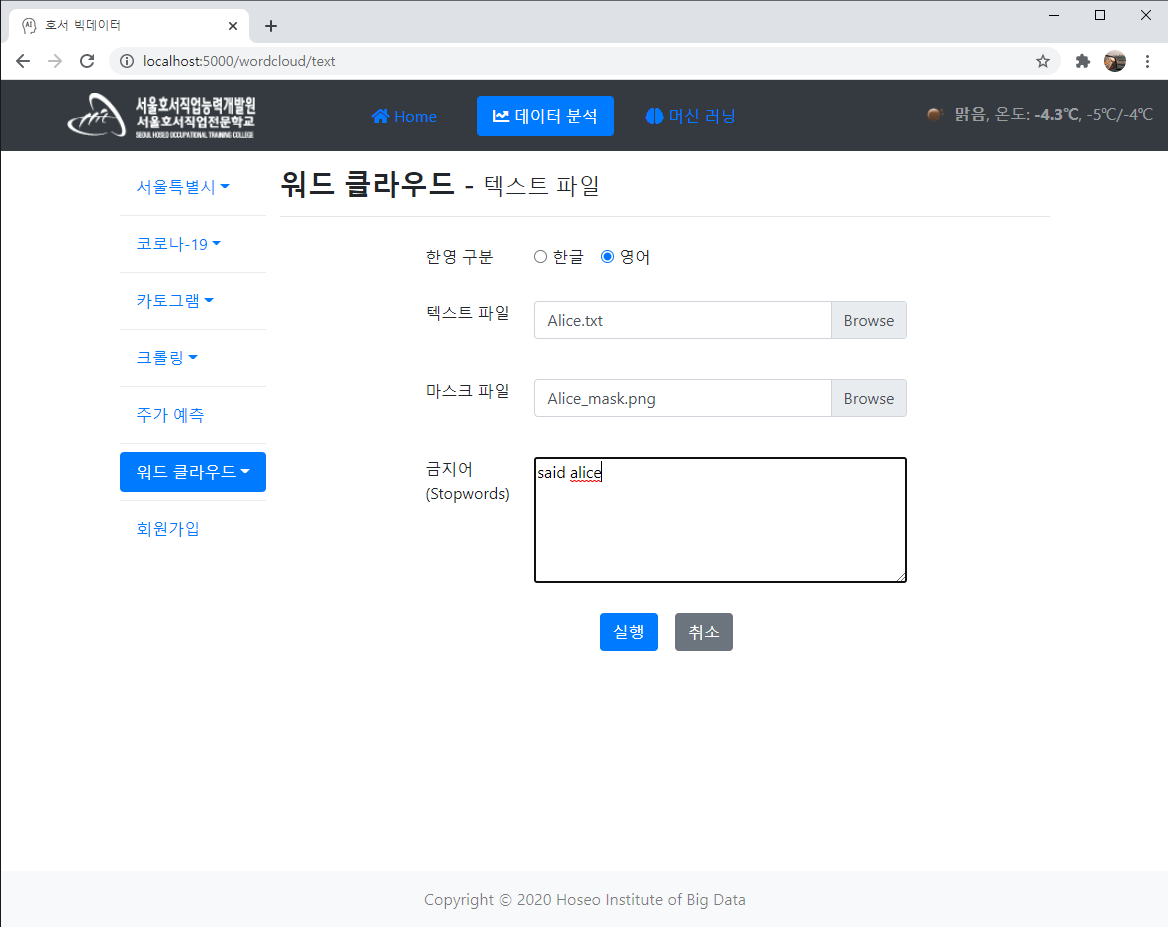 호서 빅데이터
localhost:5000/wordcloud/text
서울호서직업능력개발원
서울호서직업전문학교
SEOUL HOSEO OCCUPATIONAL TRAINING COLLEGE
Home
데이터 분석
머신 러닝
맑음, 온도: -4.3℃, -5℃/-4℃
서울특별시
코로나-19
카토그램
크롤링
주가 예측
워드 클라우드
회원가입
워드 클라우드 - 텍스트 파일
한영 구분 한글 영어
텍스트 파일 Alice.txt Browse
마스크 파일 Alice_mask.png Browse
금지어 said alice
(Stopwords)
실행 취소
Copyright © 2020 Hoseo Institute of Big Data